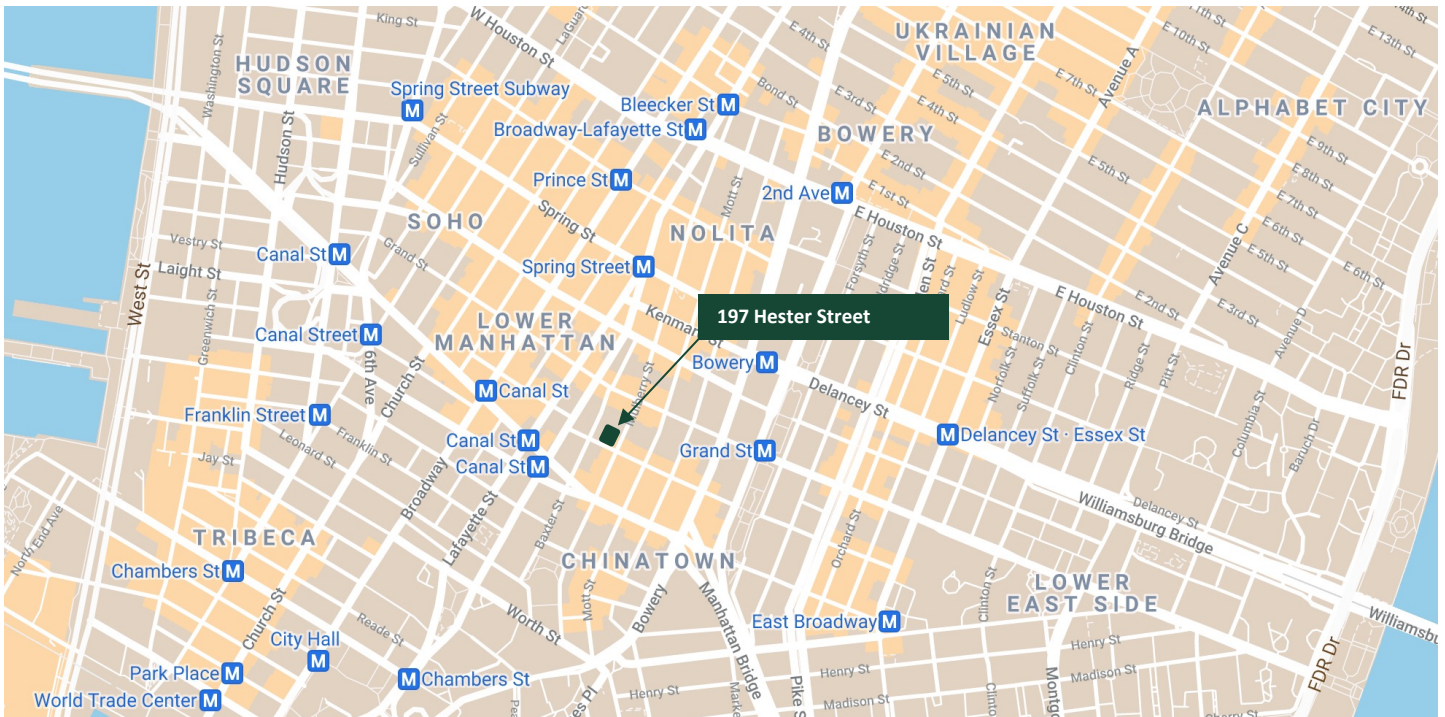 King St
W Houston St
E 4th St
UKRAINIAN
VILLAGE
11th St
E 10th St
E 13th St
HUDSON
SQUARE
Washington St
Spring Street Subway
Bleecker St
Bond St
E 3rd St
E 5th St
E 4th St
E 7th St
Avenue A
ALPHABET CITY
Broadway-Lafayette St
BOWERY
Hudson St
Sullivan St
E 9th St
E 8th St
E 7th St
Prince St
Mott St
2nd Ave
E 2nd St
E 1st St
E 5th St
SOHO
Spring St
NOLITA
E Houston St
Avenue C
E 6th St
E 5th St
E 6th St
Vestry St
Canal St
Grand St
Laight St
Spring Street
Forsyth St
Ludlow St
Essex St
E Houston St
E 2nd St
E 3rd St
Avenue D
West St
Greenwich St
197 Hester Street
LOWER
MANHATTAN
Stanton St
Canal Street
6th Ave
Church St
Bowery
Delancey St
Norfolk St
Suffolk St
Clinton St
Ridge St
Pitt St
FDR Dr
Canal St
Franklin Street
Leonard St
Franklin St
Canal St
Canal St
Grand St
Delancey St · Essex St
Columbia St
Baruch Dr
Jay St
Broadway
Lafayette St
Baxter St
Delancey St
Williamsburg Bridge
North End Ave
TRIBECA
CHINATOWN
Orchard St
Chambers St
Church St
Mott St
Bowery
Manhattan Bridge
Clinton St
LOWER
EAST SIDE
Reade St
Worth St
East Broadway
City Hall
Henry St
Park Place
Chambers St
Henry St
Henry St
Madison St
Madison St
World Trade Center
FDR Dr